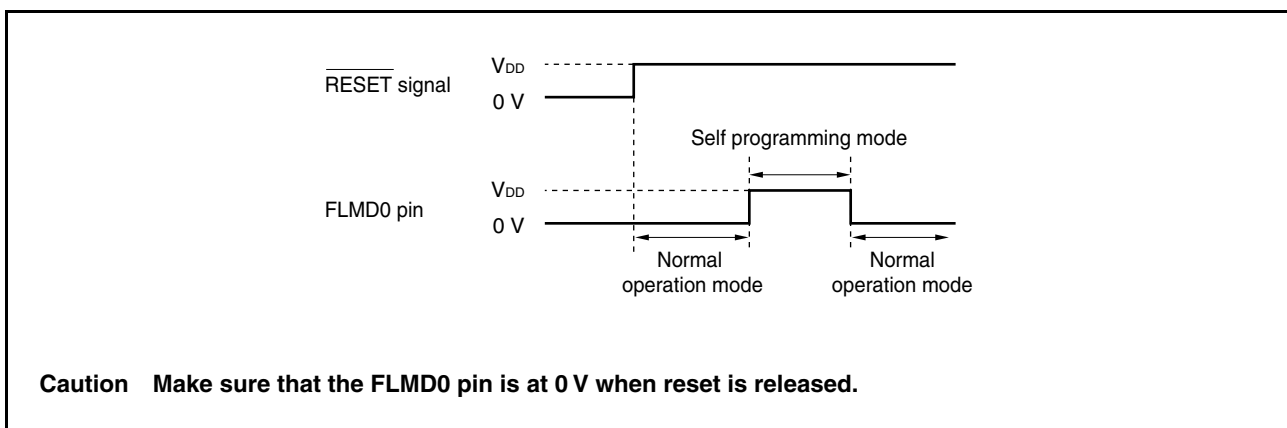 VDD
RESET signal
0 V
Self programming mode
VDD
FLMD0 pin
0 V
Normal
operation mode
Normal
operation mode
Caution Make sure that the FLMD0 pin is at 0 V when reset is released.